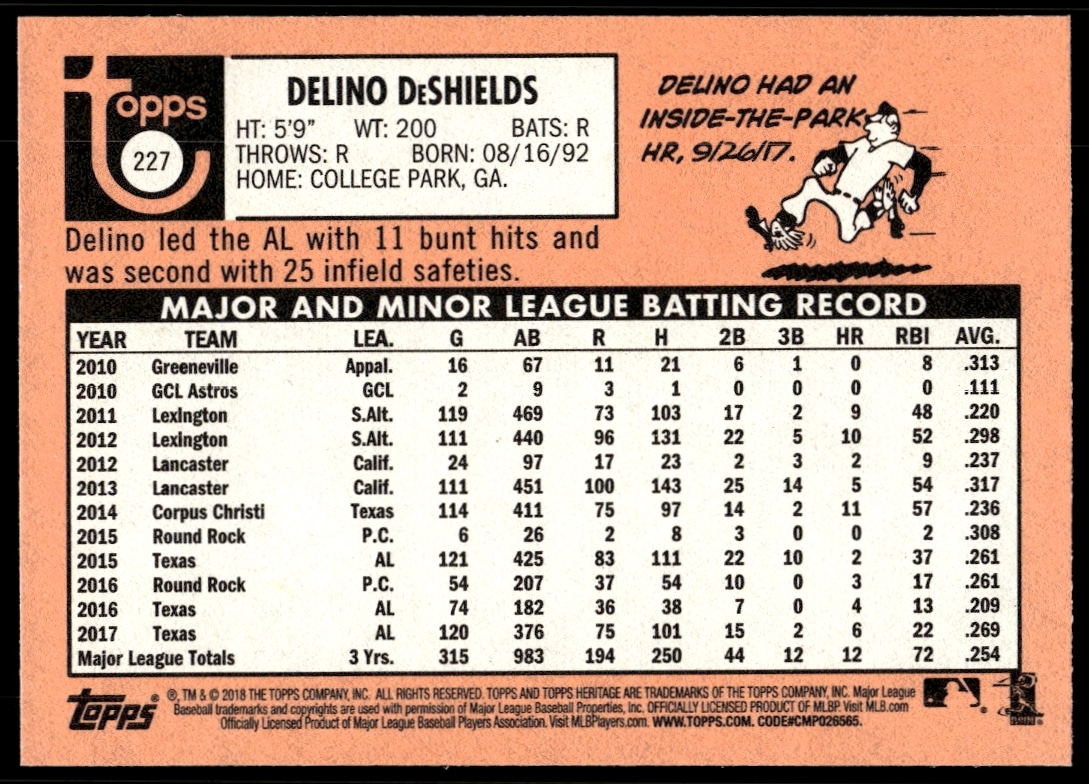 topps
227
DELINO DeSHIELDS
HT: 5'9" WT: 200 BATS: R
THROWS: R BORN: 08/16/92
HOME: COLLEGE PARK, GA.
DELINO HAD AN
INSIDE-THE-PARK
HR, 9/26/17.
Delino led the AL with 11 bunt hits and
was second with 25 infield safeties.
MAJOR AND MINOR LEAGUE BATTING RECORD
YEAR TEAM LEA. G AB R H 2B 3B HR RBI AVG.
2010 Greeneville Appal. 16 67 11 21 6 1 0 8 .313
2010 GCL Astros GCL 2 9 3 1 0 0 0 0 .111
2011 Lexington S.Alt. 119 469 73 103 17 2 9 48 .220
2012 Lexington S.Alt. 111 440 96 131 22 5 10 52 .298
2012 Lancaster Calif. 24 97 17 23 2 3 2 9 .237
2013 Lancaster Calif. 111 451 100 143 25 14 5 54 .317
2014 Corpus Christi Texas 114 411 75 97 14 2 11 57 .236
2015 Round Rock P.C. 6 26 2 8 3 0 0 2 .308
2015 Texas AL 121 425 83 111 22 10 2 37 .261
2016 Round Rock P.C. 54 207 37 54 10 0 3 17 .261
2016 Texas AL 74 182 36 38 7 0 4 13 .209
2017 Texas AL 120 376 75 101 15 2 6 22 .269
Major League Totals 3 Yrs. 315 983 194 250 44 12 12 72 .254
topps ® ®, TM & © 2018 THE TOPPS COMPANY, INC. ALL RIGHTS RESERVED. TOPPS AND TOPPS HERITAGE ARE TRADEMARKS OF THE TOPPS COMPANY, INC. Major League
Baseball trademarks and copyrights are used with permission of Major League Baseball Properties, Inc. OFFICIALLY LICENSED PRODUCT OF MLBP. Visit MLB.com
Officially Licensed Product of Major League Baseball Players Association. Visit MLBPlayers.com. WWW.TOPPS.COM. CODE#CMP026565.